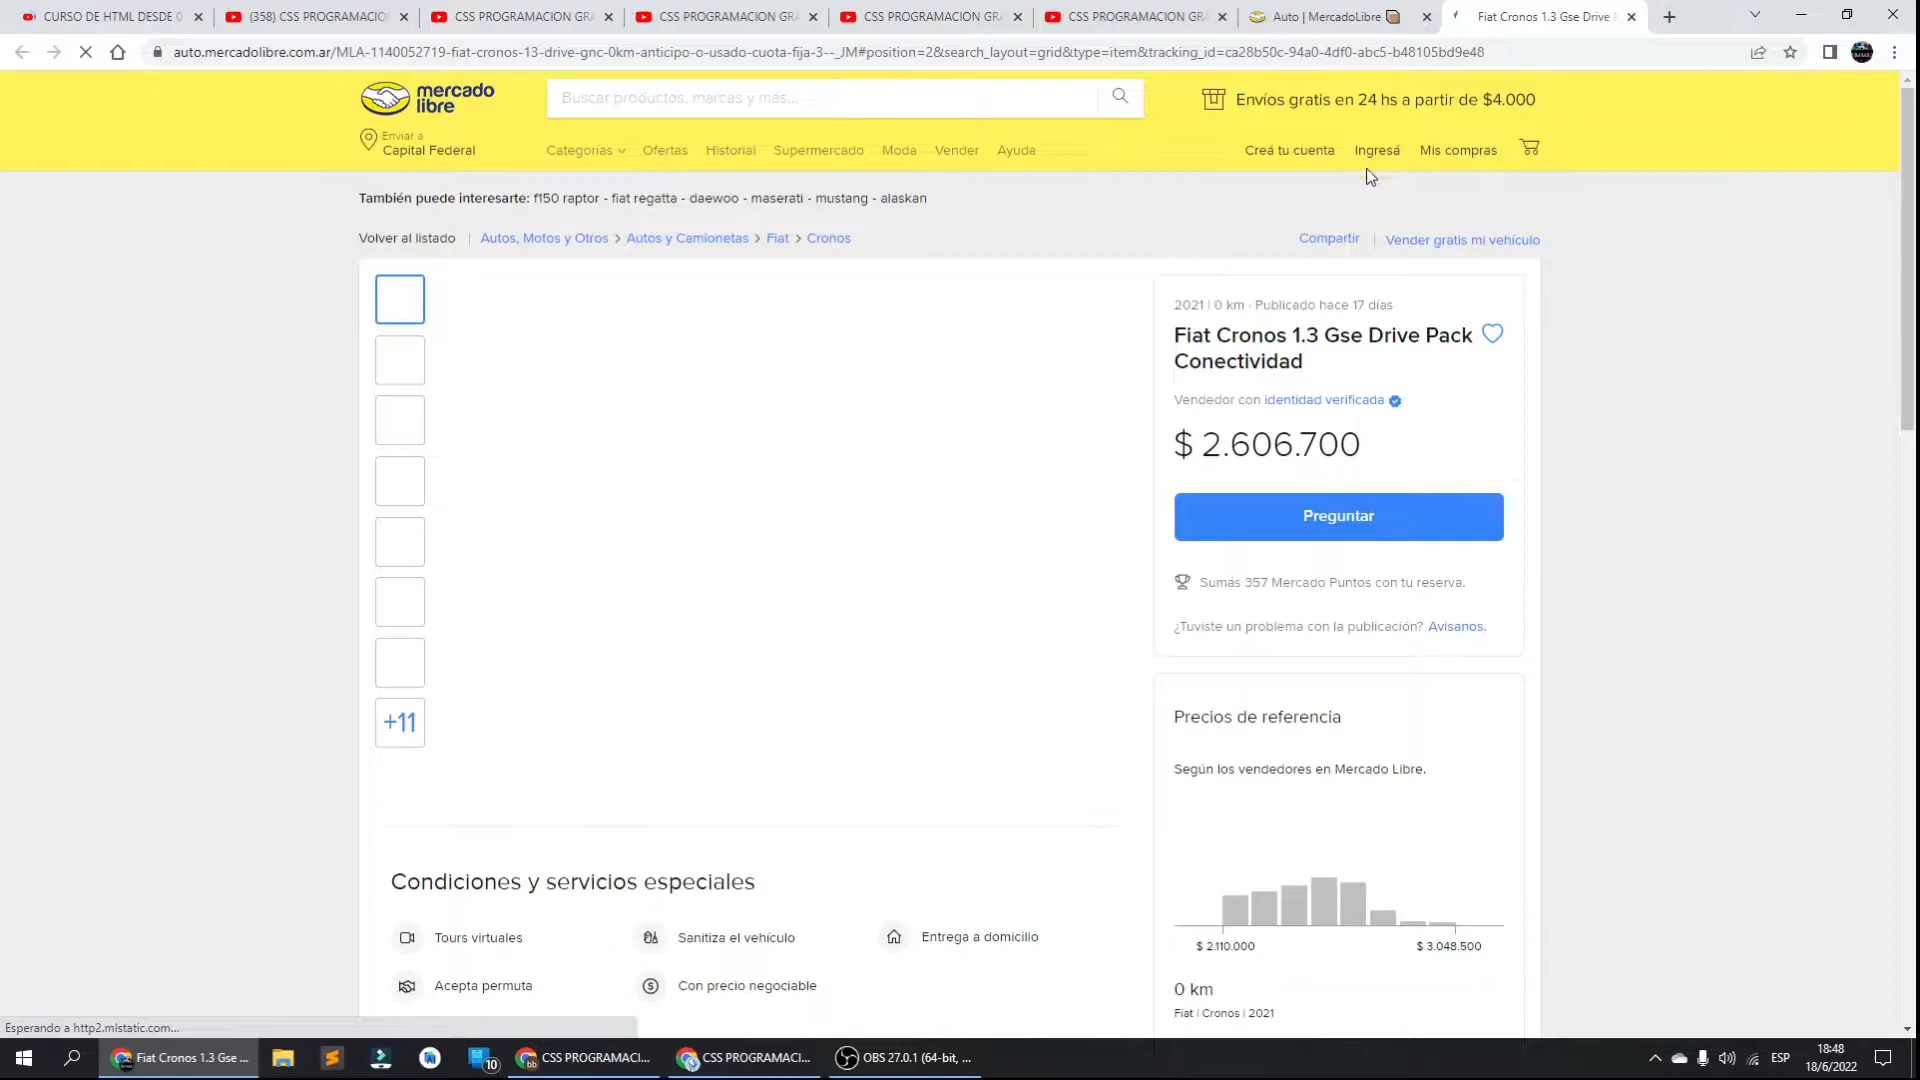 CURSO DE HTML DESDE 0
(358) CSS PROGRAMACIO
CSS PROGRAMACION GRA
CSS PROGRAMACION GRA
CSS PROGRAMACION GRA
CSS PROGRAMACION GRA
Auto | MercadoLibre
Fiat Cronos 1.3 Gse Drive P
auto.mercadolibre.com.ar/MLA-1140052719-fiat-cronos-13-drive-gnc-0km-anticipo-o-usado-cuota-fija-3--_JM#position=2&search_layout=grid&type=item&tracking_id=ca28b50c-94a0-4df0-abc5-b48105bd9e48
mercado
libre
Buscar productos, marcas y más...
Envíos gratis en 24 hs a partir de $4.000
Enviar a
Capital Federal
Categorías
Ofertas
Historial
Supermercado
Moda
Vender
Ayuda
Creá tu cuenta
Ingresá
Mis compras
También puede interesarte: f150 raptor - fiat regatta - daewoo - maserati - mustang - alaskan
Volver al listado | Autos, Motos y Otros > Autos y Camionetas > Fiat > Cronos
Compartir | Vender gratis mi vehículo
2021 | 0 km · Publicado hace 17 días
Fiat Cronos 1.3 Gse Drive Pack
Conectividad
Vendedor con identidad verificada
$ 2.606.700
Preguntar
Sumás 357 Mercado Puntos con tu reserva.
¿Tuviste un problema con la publicación? Avisanos.
+11
Precios de referencia
Según los vendedores en Mercado Libre.
$ 2.110.000
$ 3.048.500
0 km
Fiat | Cronos | 2021
Condiciones y servicios especiales
Tours virtuales
Sanitiza el vehículo
Entrega a domicilio
Acepta permuta
Con precio negociable
Esperando a http2.mlstatic.com...
Fiat Cronos 1.3 Gse ...
10
CSS PROGRAMACI...
CSS PROGRAMACI...
OBS 27.0.1 (64-bit, ...
ESP
18:48
18/6/2022